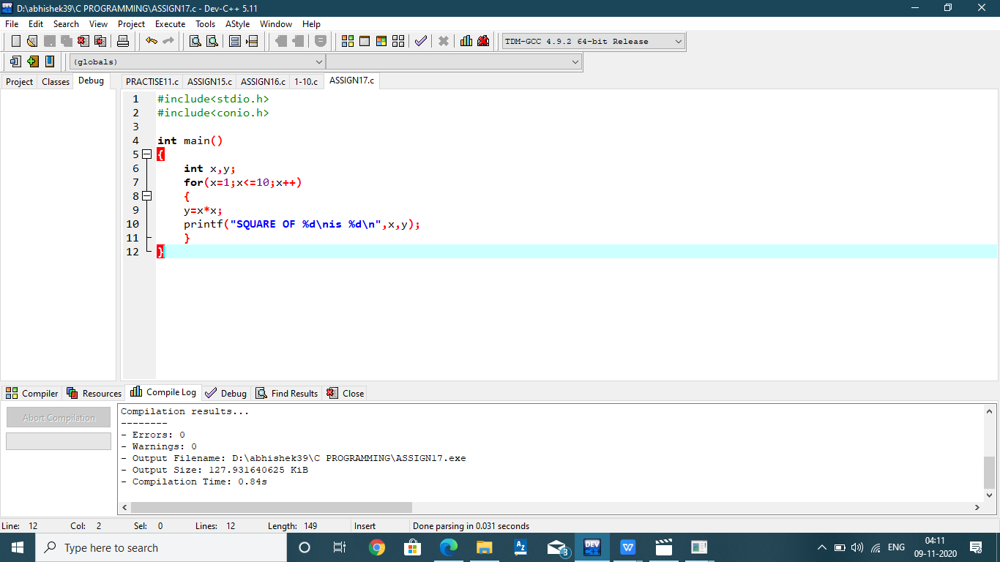 D:\abhishek39\C PROGRAMMING\ASSIGN17.c - Dev-C++ 5.11
File Edit Search View Project Execute Tools AStyle Window Help
TDM-GCC 4.9.2 64-bit Release
(globals)
Project Classes Debug PRACTISE11.c ASSIGN15.c ASSIGN16.c 1-10.c ASSIGN17.c
1 #include<stdio.h>
2 #include<conio.h>
3
4 int main()
5 {
6 int x,y;
7 for(x=1;x<=10;x++)
8 {
9 y=x*x;
10 printf("SQUARE OF %d\nis %d\n",x,y);
11 }
12 }
Compiler Resources Compile Log Debug Find Results Close
Abort Compilation
Compilation results...
--------
- Errors: 0
- Warnings: 0
- Output Filename: D:\abhishek39\C PROGRAMMING\ASSIGN17.exe
- Output Size: 127.931640625 KiB
- Compilation Time: 0.84s
Line: 12 Col: 2 Sel: 0 Lines: 12 Length: 149 Insert Done parsing in 0.031 seconds
Type here to search
3
DEV
W
ENG
04:11
09-11-2020